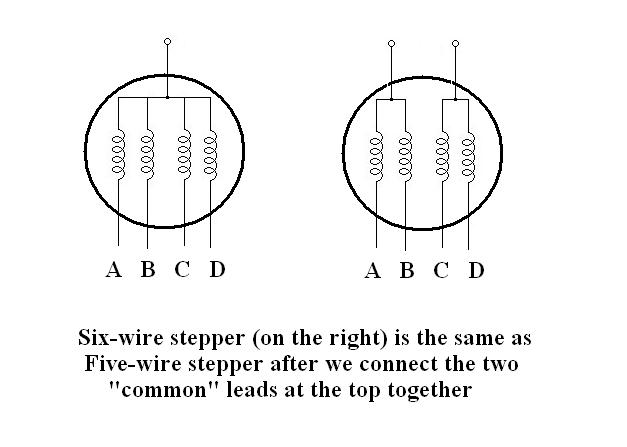 A B C D
A B C D
Six-wire stepper (on the right) is the same as
Five-wire stepper after we connect the two
"common" leads at the top together